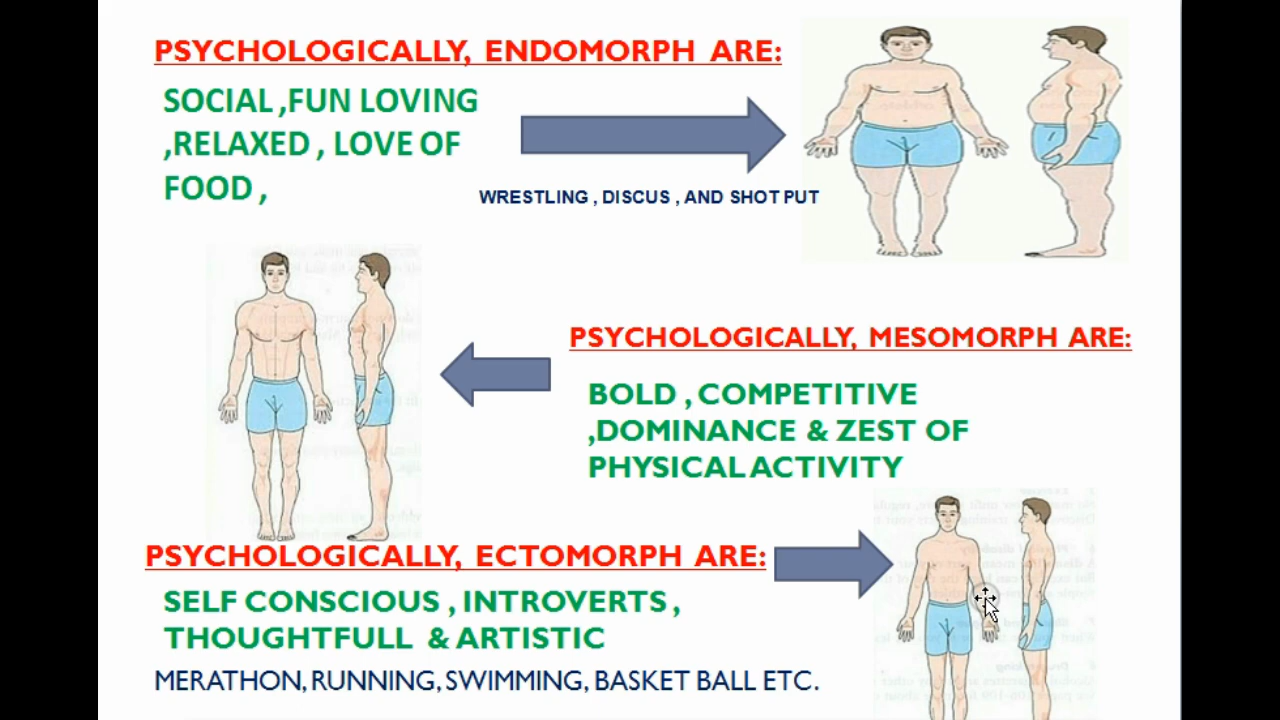 PSYCHOLOGICALLY, ENDOMORPH ARE:
SOCIAL ,FUN LOVING
,RELAXED , LOVE OF
FOOD ,
WRESTLING , DISCUS , AND SHOT PUT
PSYCHOLOGICALLY, MESOMORPH ARE:
BOLD , COMPETITIVE
,DOMINANCE & ZEST OF
PHYSICAL ACTIVITY
PSYCHOLOGICALLY, ECTOMORPH ARE:
SELF CONSCIOUS , INTROVERTS ,
THOUGHTFULL & ARTISTIC
MERATHON, RUNNING, SWIMMING, BASKET BALL ETC.